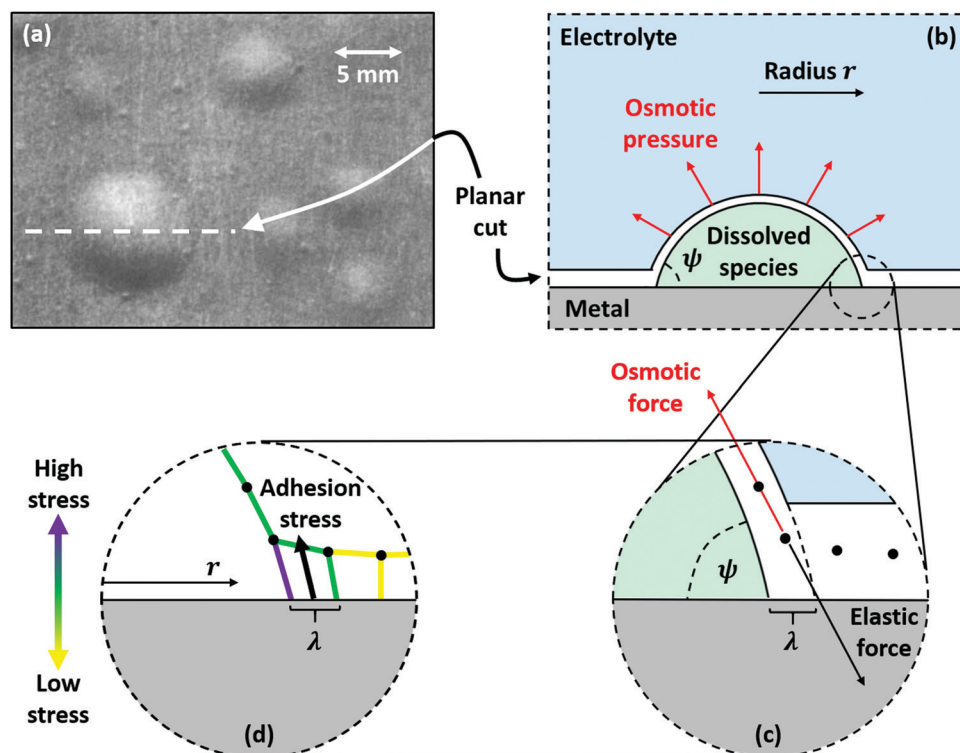 (a)
5 mm
Planar
cut
Electrolyte
(b)
Radius r
Osmotic
pressure
Dissolved
species
ψ
Metal
High
stress
Low
stress
Adhesion
stress
r
λ
(d)
Osmotic
force
ψ
λ
Elastic
force
(c)